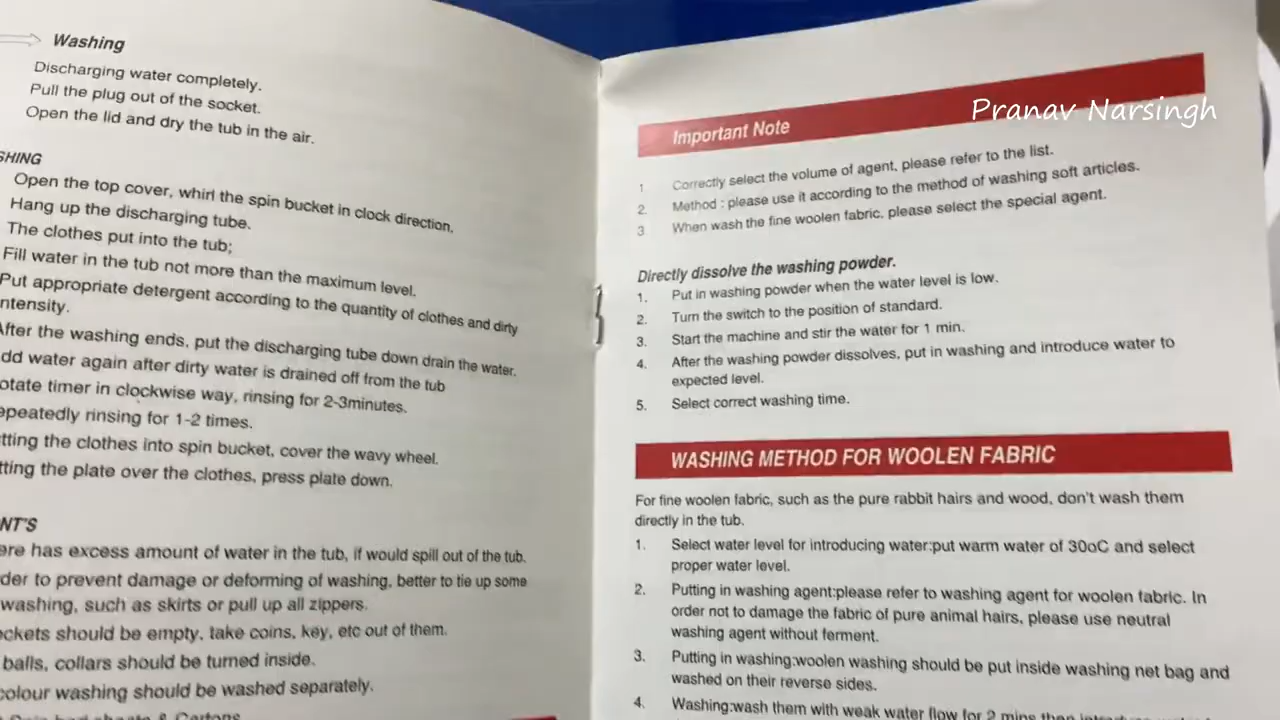 Washing
Discharging water completely.
Pull the plug out of the socket.
Open the lid and dry the tub in the air.
SHING
Open the top cover, whirl the spin bucket in clock direction,
Hang up the discharging tube.
The clothes put into the tub;
Fill water in the tub not more than the maximum level.
Put appropriate detergent according to the quantity of clothes and dirty
ntensity.
After the washing ends, put the discharging tube down drain the water.
dd water again after dirty water is drained off from the tub
otate timer in clockwise way, rinsing for 2-3minutes.
epeatedly rinsing for 1-2 times.
tting the clothes into spin bucket, cover the wavy wheel.
tting the plate over the clothes, press plate down.
NT'S
ere has excess amount of water in the tub, if would spill out of the tub.
der to prevent damage or deforming of washing, better to tie up some
washing, such as skirts or pull up all zippers.
ockets should be empty, take coins, key, etc out of them.
balls, collars should be turned inside.
colour washing should be washed separately.
Pranav Narsingh
Important Note
1 Correctly select the volume of agent, please refer to the list.
2. Method : please use it according to the method of washing soft articles.
3 When wash the fine woolen fabric, please select the special agent.
Directly dissolve the washing powder.
1. Put in washing powder when the water level is low.
2. Turn the switch to the position of standard.
3. Start the machine and stir the water for 1 min.
4. After the washing powder dissolves, put in washing and introduce water to
expected level.
5. Select correct washing time.
WASHING METHOD FOR WOOLEN FABRIC
For fine woolen fabric, such as the pure rabbit hairs and wood, don't wash them
directly in the tub.
1. Select water level for introducing water:put warm water of 30oC and select
proper water level.
2. Putting in washing agent:please refer to washing agent for woolen fabric. In
order not to damage the fabric of pure animal hairs, please use neutral
washing agent without ferment.
3. Putting in washing:woolen washing should be put inside washing net bag and
washed on their reverse sides.
4. Washing:wash them with weak water flow for 2 mins then